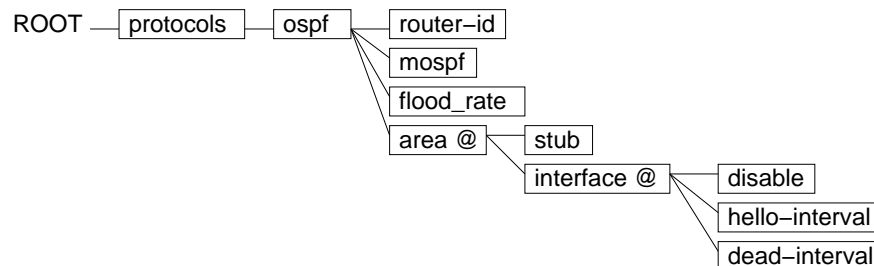 ROOT protocols ospf router−id
mospf
flood_rate
area @ stub
interface @ disable
hello−interval
dead−interval